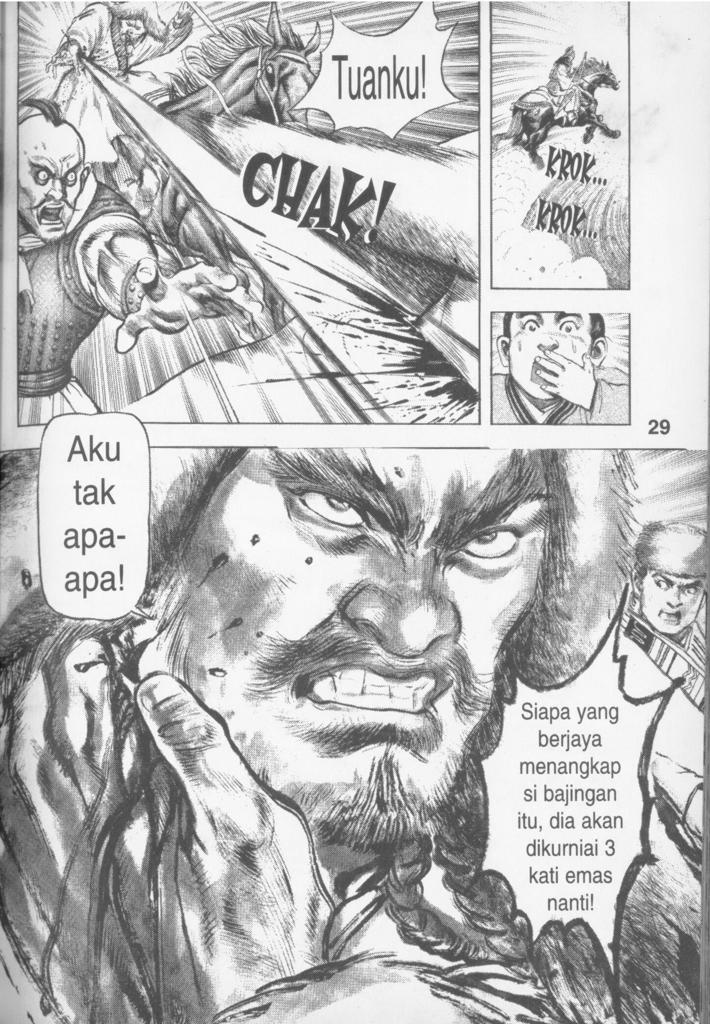 Tuanku!
CHAK!
KROK...
KROK...
29
Aku
tak
apa-
apa!
Siapa yang
berjaya
menangkap
si bajingan
itu, dia akan
dikurniai 3
kati emas
nanti!